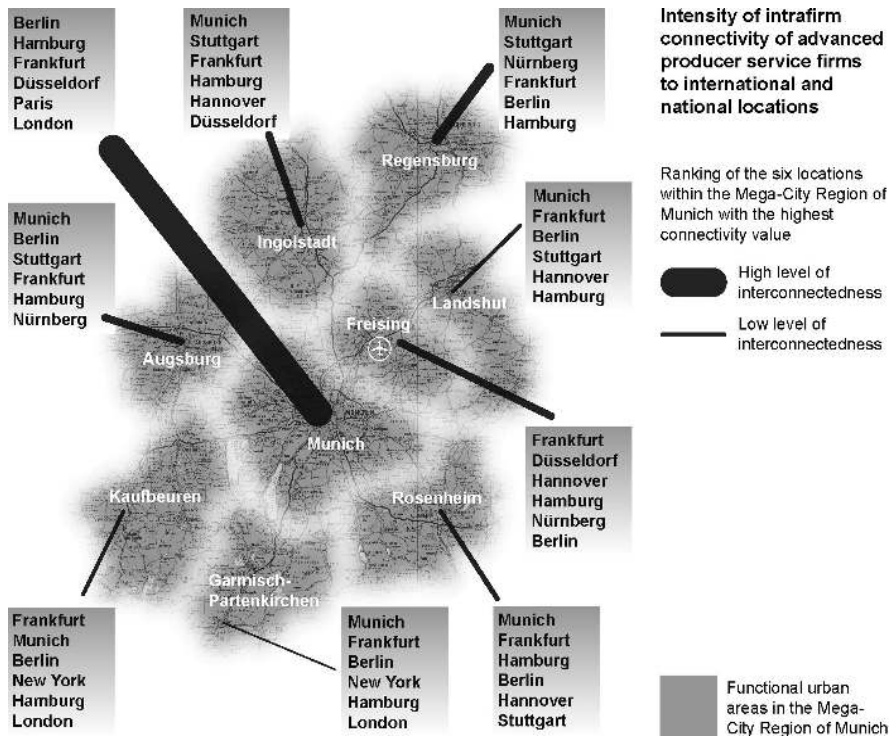 Berlin
Hamburg
Frankfurt
Düsseldorf
Paris
London
Munich
Stuttgart
Frankfurt
Hamburg
Hannover
Düsseldorf
Munich
Stuttgart
Nürnberg
Frankfurt
Berlin
Hamburg
Intensity of intrafirm
connectivity of advanced
producer service firms
to international and
national locations
Ranking of the six locations
within the Mega-City Region of
Munich with the highest
connectivity value
High level of
interconnectedness
Low level of
interconnectedness
Regensburg
Ingolstadt
Munich
Frankfurt
Berlin
Stuttgart
Hannover
Hamburg
Munich
Berlin
Stuttgart
Frankfurt
Hamburg
Nürnberg
Landshut
Freising
Augsburg
Munich
Frankfurt
Düsseldorf
Hannover
Hamburg
Nürnberg
Berlin
Kaufbeuren
Rosenheim
Garmisch-
Partenkirchen
Frankfurt
Munich
Berlin
New York
Hamburg
London
Munich
Frankfurt
Berlin
New York
Hamburg
London
Munich
Frankfurt
Hamburg
Berlin
Hannover
Stuttgart
Functional urban
areas in the Mega-
City Region of Munich